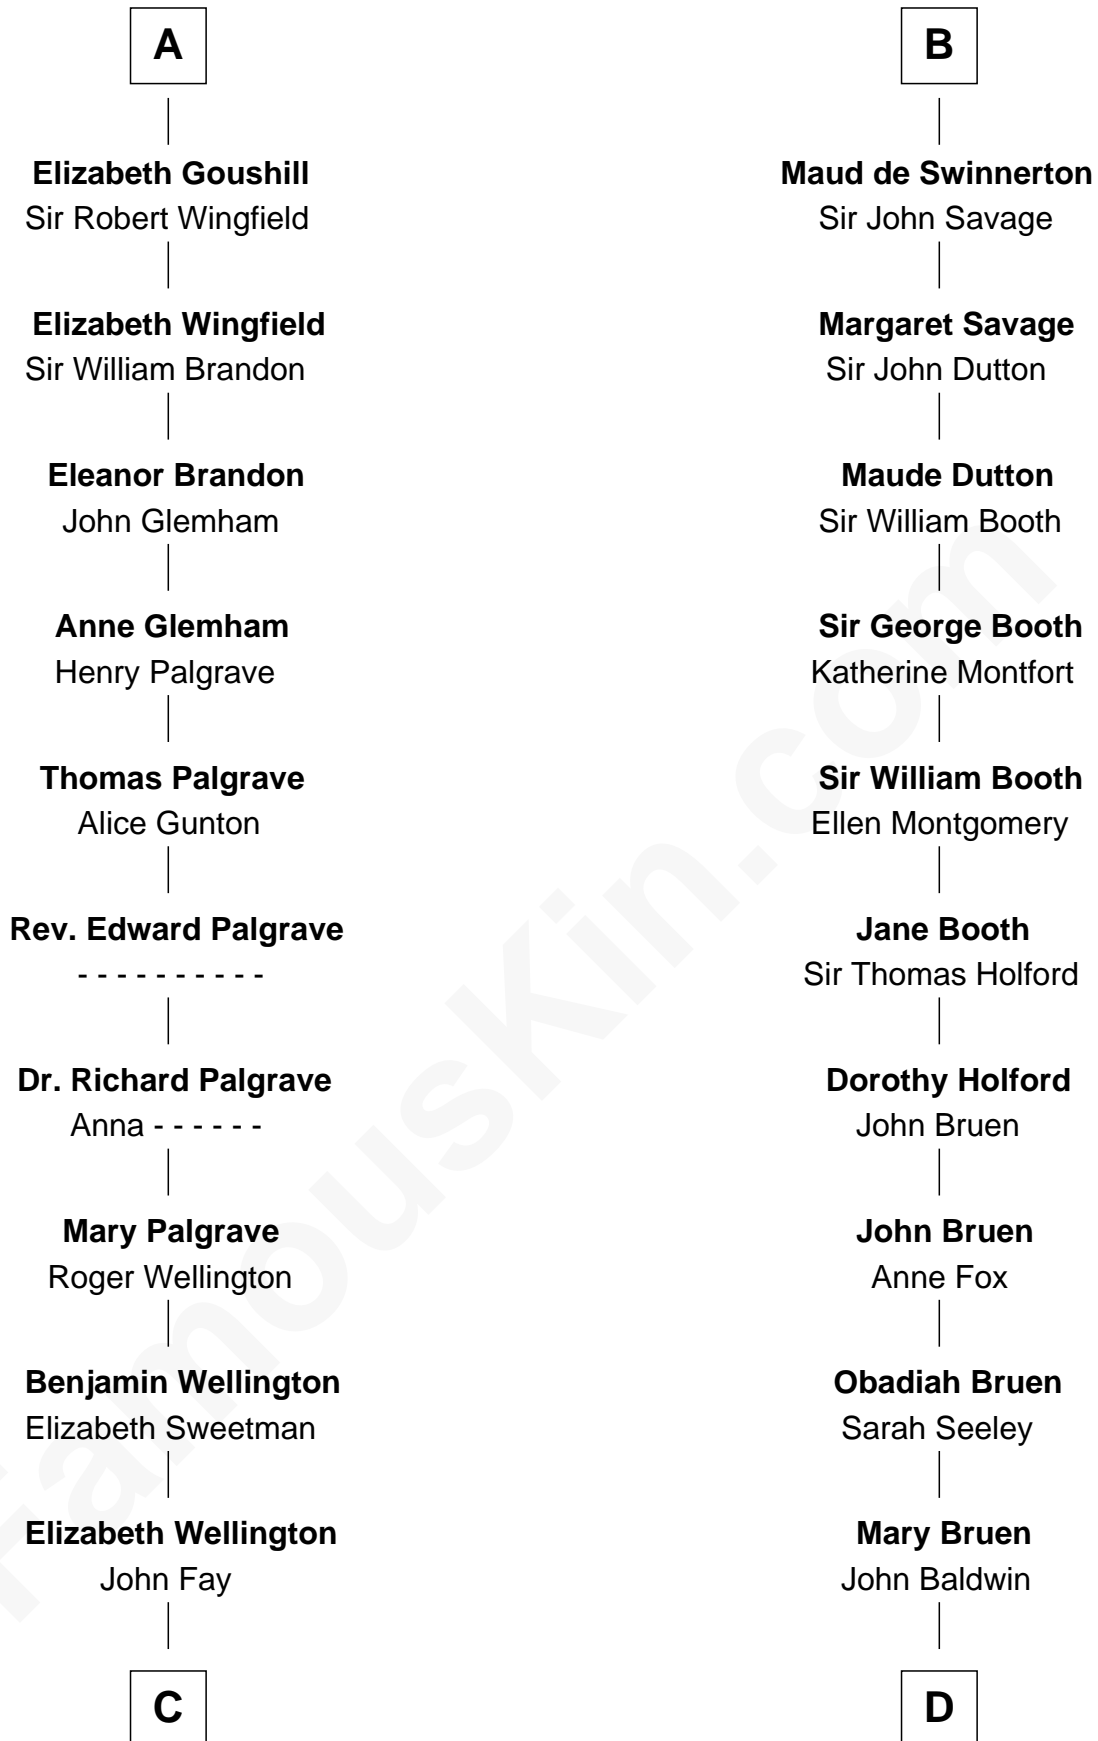 A
Elizabeth Goushill
Sir Robert Wingfield
Elizabeth Wingfield
Sir William Brandon
Eleanor Brandon
John Glemham
Anne Glemham
Henry Palgrave
Thomas Palgrave
Alice Gunton
Rev. Edward Palgrave
- - - - - - - - - -
Dr. Richard Palgrave
Anna - - - - - -
Mary Palgrave
Roger Wellington
Benjamin Wellington
Elizabeth Sweetman
Elizabeth Wellington
John Fay
C
B
Maud de Swinnerton
Sir John Savage
Margaret Savage
Sir John Dutton
Maude Dutton
Sir William Booth
Sir George Booth
Katherine Montfort
Sir William Booth
Ellen Montgomery
Jane Booth
Sir Thomas Holford
Dorothy Holford
John Bruen
John Bruen
Anne Fox
Obadiah Bruen
Sarah Seeley
Mary Bruen
John Baldwin
D
FamousKin.com